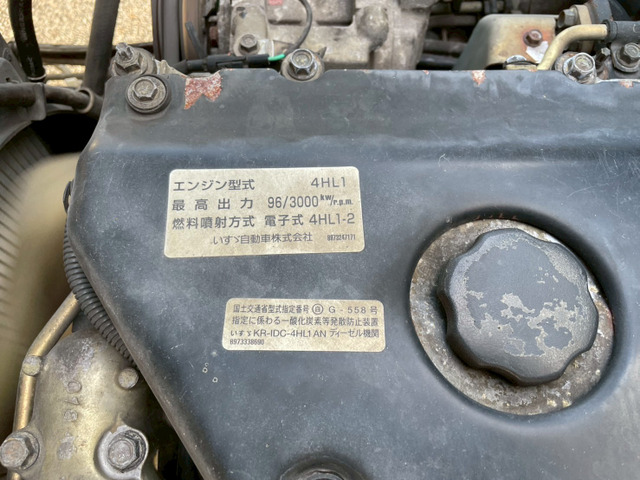 エンジン型式 4HL1
最高出力 96/3000 kw/r.p.m.
燃料噴射方式 電子式 4HL1-2
いすゞ自動車株式会社 8973247171
国土交通省型式指定番号 自 G-558号
指定に係わる一酸化炭素等発散防止装置
いすゞ KR-IDC-4HL1AN ディーゼル機関
8973338690